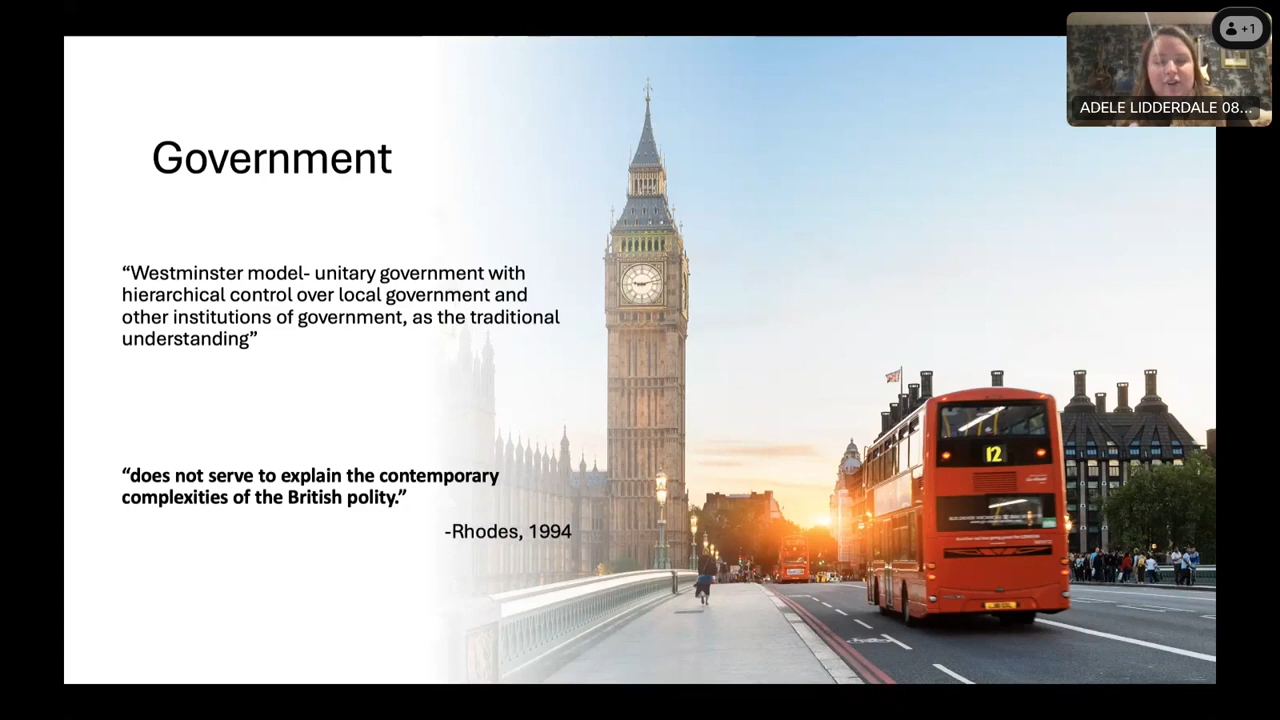 Government
“Westminster model- unitary government with
hierarchical control over local government and
other institutions of government, as the traditional
understanding”
“does not serve to explain the contemporary
complexities of the British polity.”
-Rhodes, 1994
+1
ADELE LIDDERDALE 08...
12